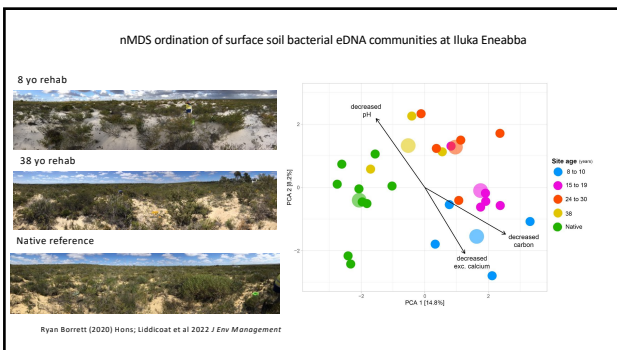 nMDS ordination of surface soil bacterial eDNA communities at Iluka Eneabba
8 yo rehab
38 yo rehab
Native reference
decreased
pH
decreased
carbon
decreased
exc. calcium
2
0
−2
PCA 2 [8.2%]
−2
0
2
PCA 1 [14.8%]
Site age (years)
8 to 10
15 to 19
24 to 30
38
Native
Ryan Borrett (2020) Hons; Liddicoat et al 2022 J Env Management